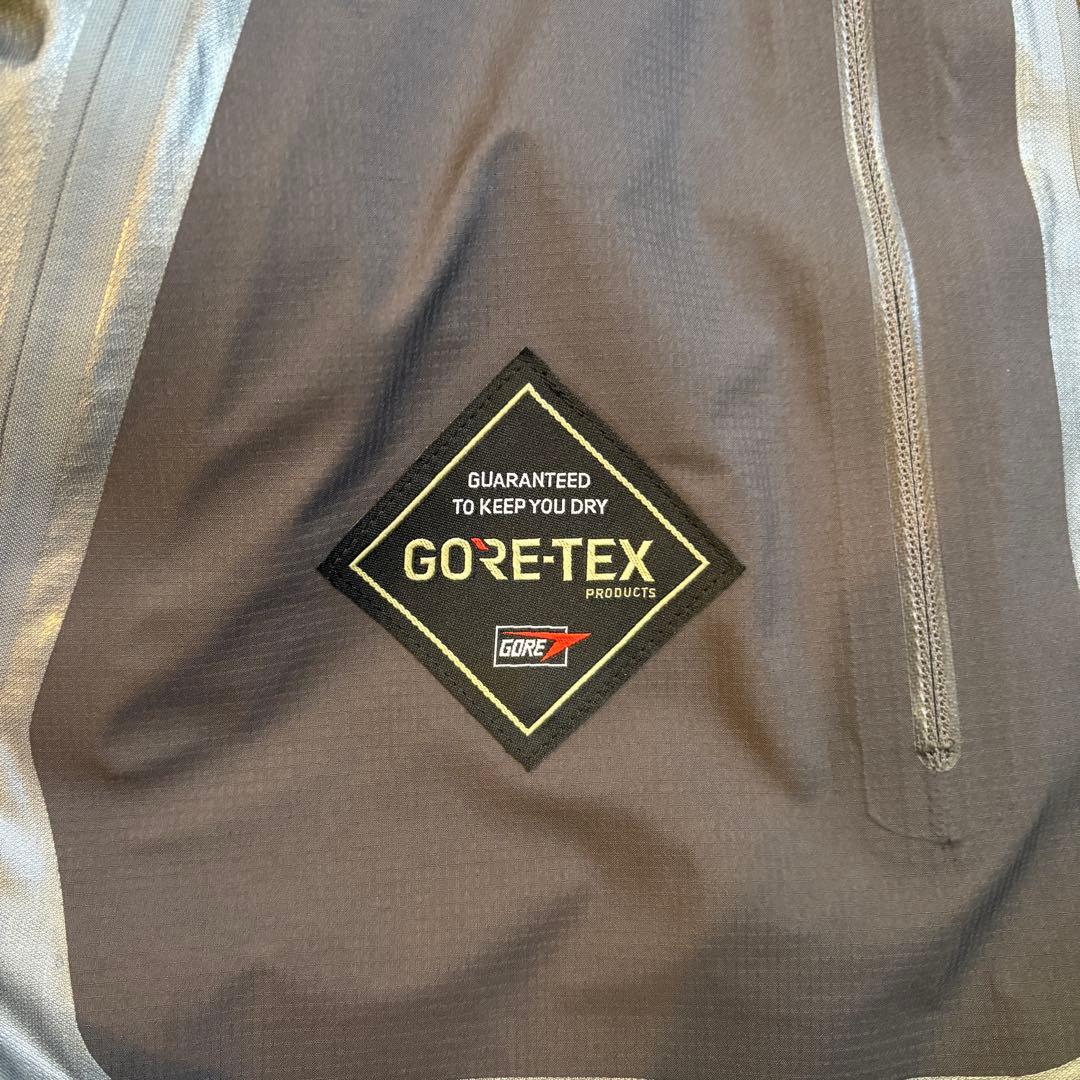 GUARANTEED
TO KEEP YOU DRY
GORE-TEX
PRODUCTS
GORE